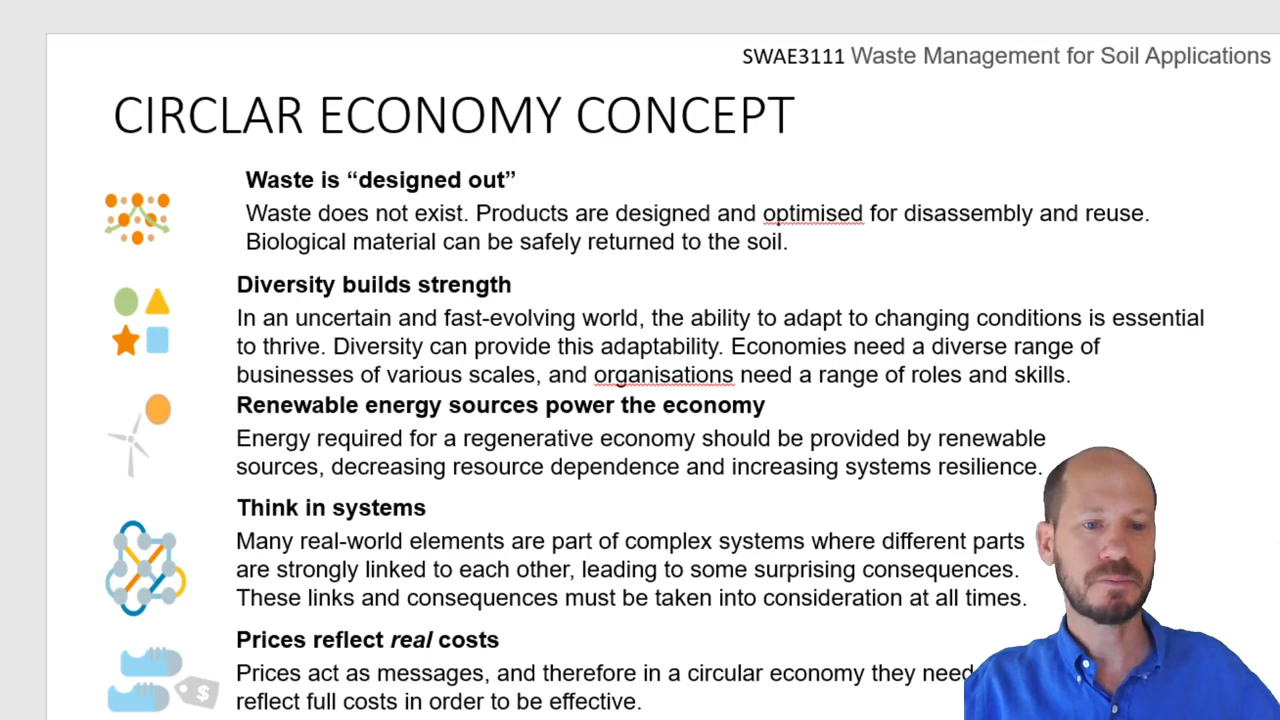 SWAE3111 Waste Management for Soil Applications
CIRCLAR ECONOMY CONCEPT
Waste is “designed out”
Waste does not exist. Products are designed and optimised for disassembly and reuse.
Biological material can be safely returned to the soil.
Diversity builds strength
In an uncertain and fast-evolving world, the ability to adapt to changing conditions is essential
to thrive. Diversity can provide this adaptability. Economies need a diverse range of
businesses of various scales, and organisations need a range of roles and skills.
Renewable energy sources power the economy
Energy required for a regenerative economy should be provided by renewable
sources, decreasing resource dependence and increasing systems resilience.
Think in systems
Many real-world elements are part of complex systems where different parts
are strongly linked to each other, leading to some surprising consequences.
These links and consequences must be taken into consideration at all times.
Prices reflect real costs
Prices act as messages, and therefore in a circular economy they need
reflect full costs in order to be effective.
$